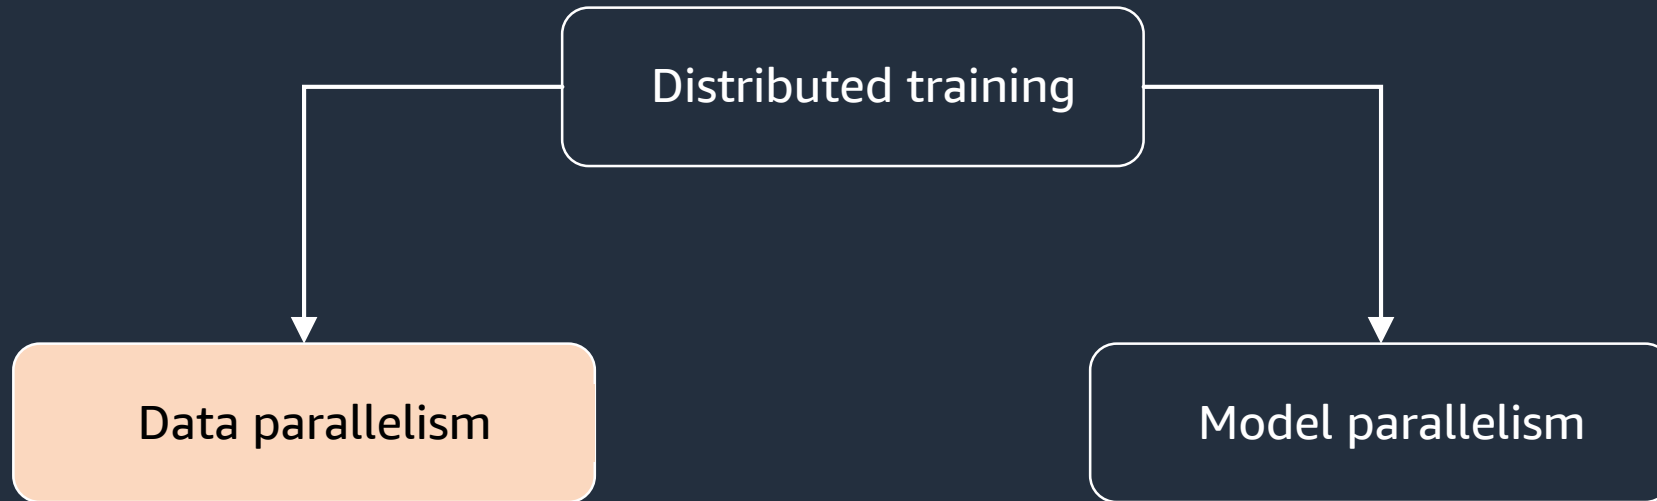 Distributed training
Data parallelism
Model parallelism